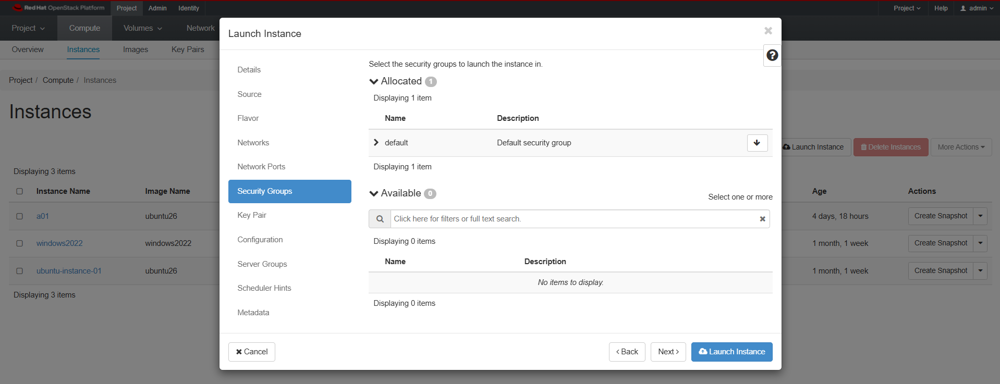 Red Hat OpenStack Platform Project Admin Identity Project Help admin
Project Compute Volumes Network
Overview Instances Images Key Pairs
Project / Compute / Instances
Instances
Launch Instance Delete Instances More Actions
Displaying 3 items
Instance Name Image Name Age Actions
a01 ubuntu26 4 days, 18 hours Create Snapshot
windows2022 windows2022 1 month, 1 week Create Snapshot
ubuntu-instance-01 ubuntu26 1 month, 1 week Create Snapshot
Displaying 3 items
Launch Instance
Details
Source
Flavor
Networks
Network Ports
Security Groups
Key Pair
Configuration
Server Groups
Scheduler Hints
Metadata
Select the security groups to launch the instance in.
Allocated 1
Displaying 1 item
Name Description
default Default security group
Displaying 1 item
Available 0
Select one or more
Click here for filters or full text search.
Displaying 0 items
Name Description
No items to display.
Displaying 0 items
Cancel < Back Next > Launch Instance